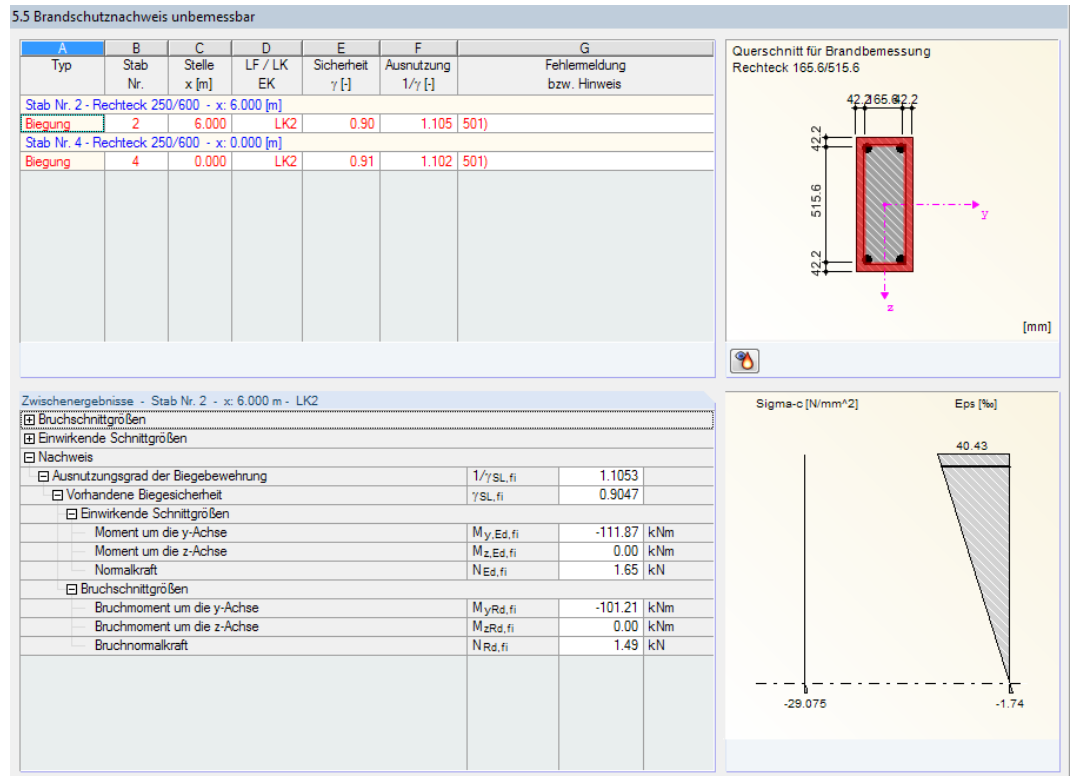 5.5 Brandschutznachweis unbemessbar
A B C D E F G
Typ Stab Stelle LF / LK Sicherheit Ausnutzung Fehlermeldung
Nr. x [m] EK γ [-] 1/γ [-] bzw. Hinweis
Stab Nr. 2 - Rechteck 250/600 - x: 6.000 [m]
Biegung 2 6.000 LK2 0.90 1.105 501)
Stab Nr. 4 - Rechteck 250/600 - x: 0.000 [m]
Biegung 4 0.000 LK2 0.91 1.102 501)
Querschnitt für Brandbemessung
Rechteck 165.6/515.6
42.2 165.6 42.2
42.2
515.6
42.2
y
z
[mm]
Zwischenergebnisse - Stab Nr. 2 - x: 6.000 m - LK2
Bruchschnittgrößen
Einwirkende Schnittgrößen
Nachweis
Ausnutzungsgrad der Biegebewehrung 1/γSL,fi 1.1053
Vorhandene Biegesicherheit γSL,fi 0.9047
Einwirkende Schnittgrößen
Moment um die y-Achse My,Ed,fi -111.87 kNm
Moment um die z-Achse Mz,Ed,fi 0.00 kNm
Normalkraft NEd,fi 1.65 kN
Bruchschnittgrößen
Bruchmoment um die y-Achse MyRd,fi -101.21 kNm
Bruchmoment um die z-Achse MzRd,fi 0.00 kNm
Bruchnormalkraft NRd,fi 1.49 kN
Sigma-c [N/mm^2] Eps [‰]
40.43
-29.075 -1.74